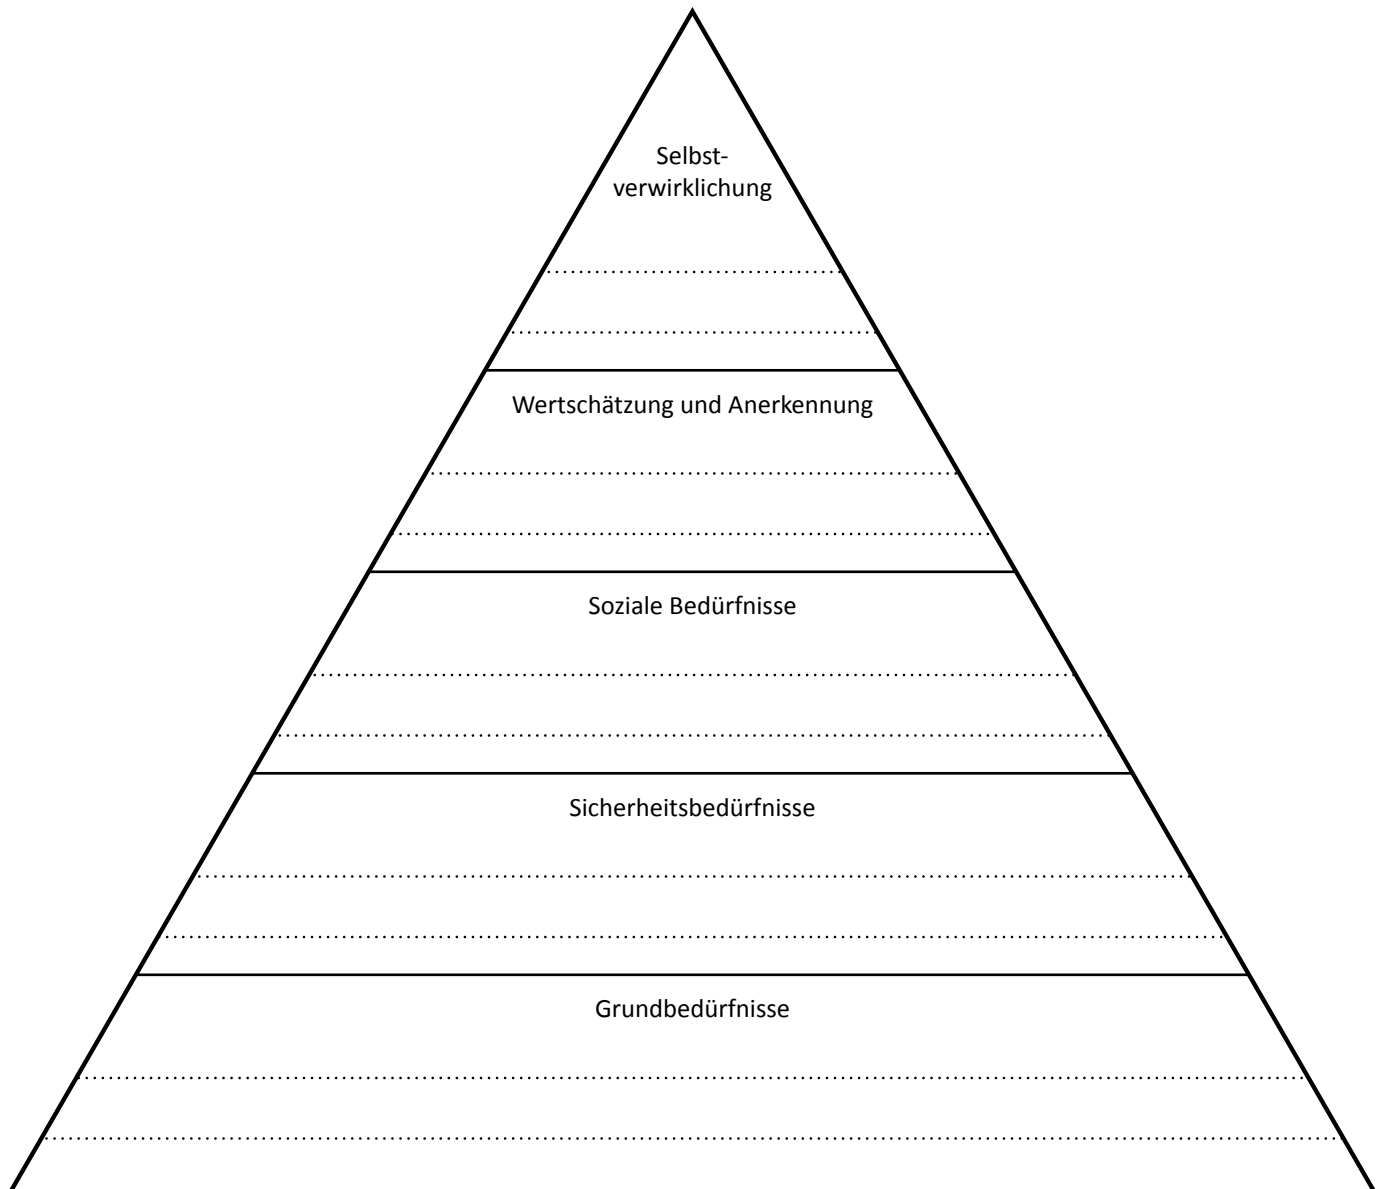 Selbst-
verwirklichung
Wertschätzung und Anerkennung
Soziale Bedürfnisse
Sicherheitsbedürfnisse
Grundbedürfnisse